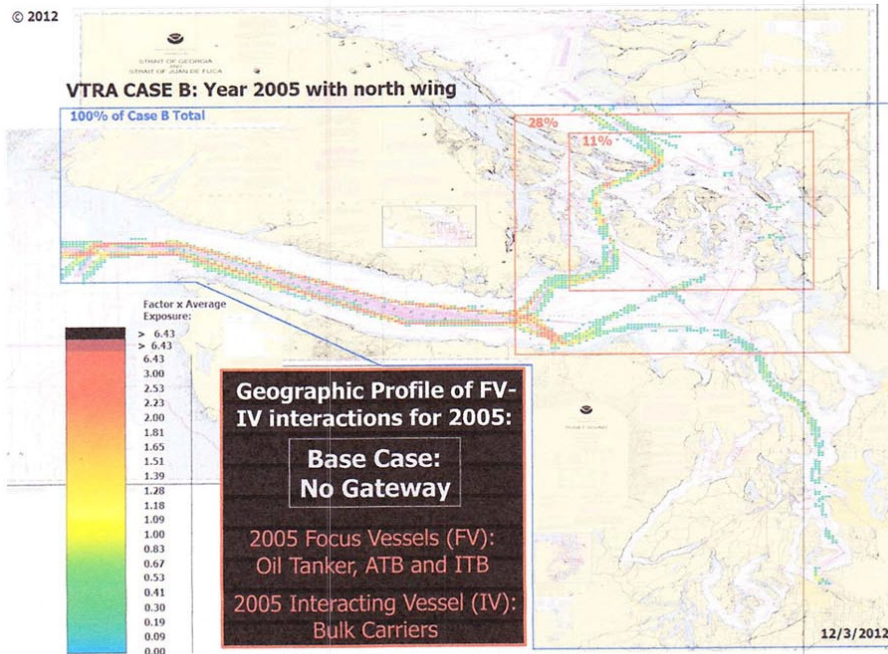 © 2012
STRAIT OF GEORGIA
AND
STRAIT OF JUAN DE FUCA
VTRA CASE B: Year 2005 with north wing
100% of Case B Total
28%
11%
Factor x Average
Exposure:
> 6.43
> 6.43
6.43
3.00
2.53
2.23
2.00
1.81
1.65
1.51
1.39
1.28
1.18
1.09
1.00
0.83
0.67
0.53
0.41
0.30
0.19
0.09
0.00
Geographic Profile of FV-
IV interactions for 2005:
Base Case:
No Gateway
2005 Focus Vessels (FV):
Oil Tanker, ATB and ITB
2005 Interacting Vessel (IV):
Bulk Carriers
PUGET SOUND
12/3/2012